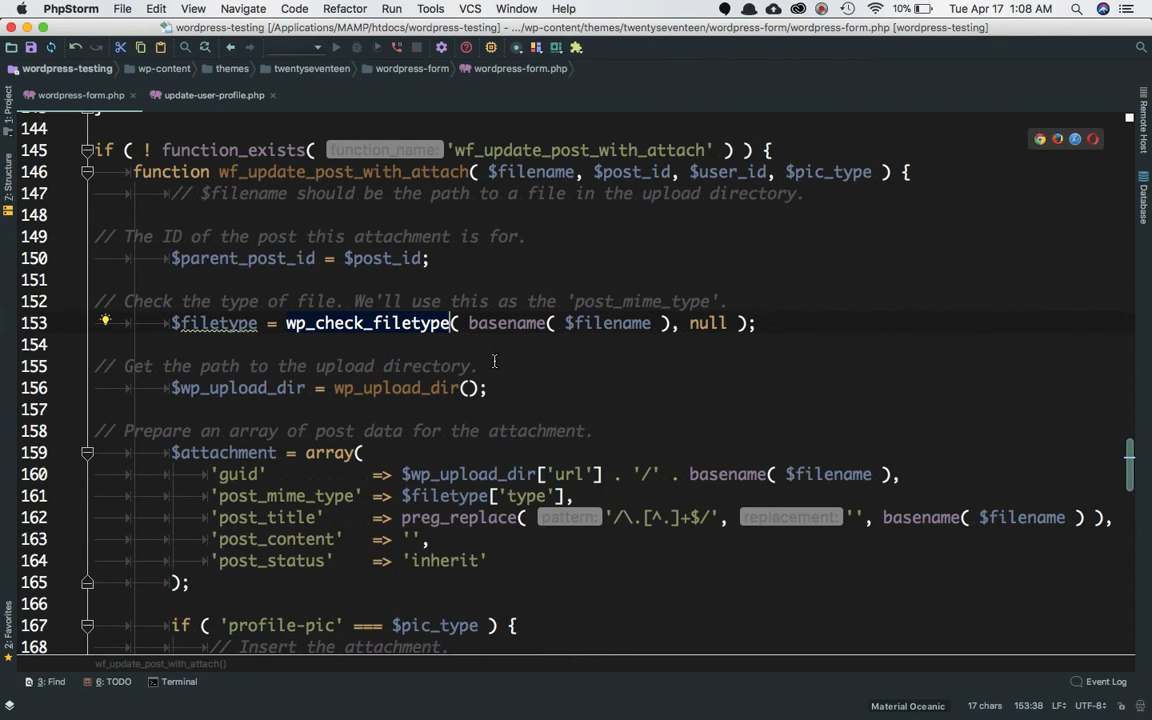 PhpStorm File Edit View Navigate Code Refactor Run Tools VCS Window Help 10% Tue Apr 17 1:08 AM
wordpress-testing [/Applications/MAMP/htdocs/wordpress-testing] - .../wp-content/themes/twentyseventeen/wordpress-form/wordpress-form.php [wordpress-testing]
wordpress-testing wp-content themes twentyseventeen wordpress-form wordpress-form.php
wordpress-form.php × update-user-profile.php ×
1: Project
Z: Structure
2: Favorites
Remote Host
Database
144
145 if ( ! function_exists( function_name: 'wf_update_post_with_attach' ) ) {
146 function wf_update_post_with_attach( $filename, $post_id, $user_id, $pic_type ) {
147 // $filename should be the path to a file in the upload directory.
148
149 // The ID of the post this attachment is for.
150 $parent_post_id = $post_id;
151
152 // Check the type of file. We'll use this as the 'post_mime_type'.
153 $filetype = wp_check_filetype( basename( $filename ), null );
154
155 // Get the path to the upload directory.
156 $wp_upload_dir = wp_upload_dir();
157
158 // Prepare an array of post data for the attachment.
159 $attachment = array(
160 'guid' => $wp_upload_dir['url'] . '/' . basename( $filename ),
161 'post_mime_type' => $filetype['type'],
162 'post_title' => preg_replace( pattern: '/\.[^.]+$/', replacement: '', basename( $filename ) ),
163 'post_content' => '',
164 'post_status' => 'inherit'
165 );
166
167 if ( 'profile-pic' === $pic_type ) {
168 // Insert the attachment.
wf_update_post_with_attach()
3: Find 6: TODO Terminal Event Log
Material Oceanic 17 chars 153:38 LF÷ UTF-8÷